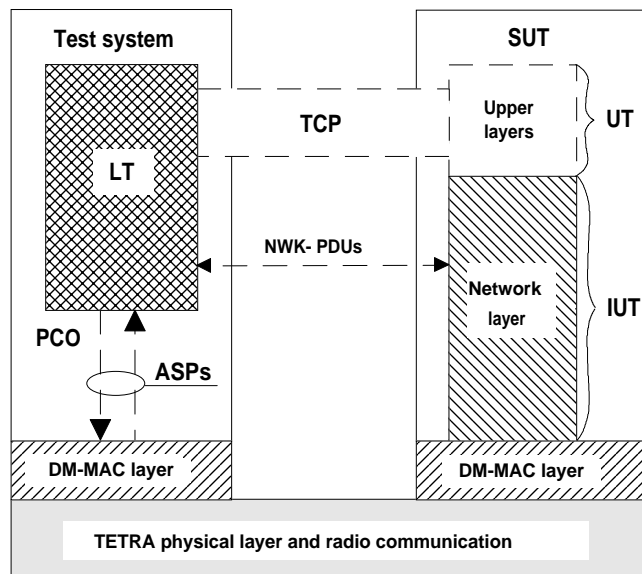 Test system
SUT
LT
TCP
Upper
layers
UT
NWK- PDUs
Network
layer
IUT
PCO
ASPs
DM-MAC layer
DM-MAC layer
TETRA physical layer and radio communication